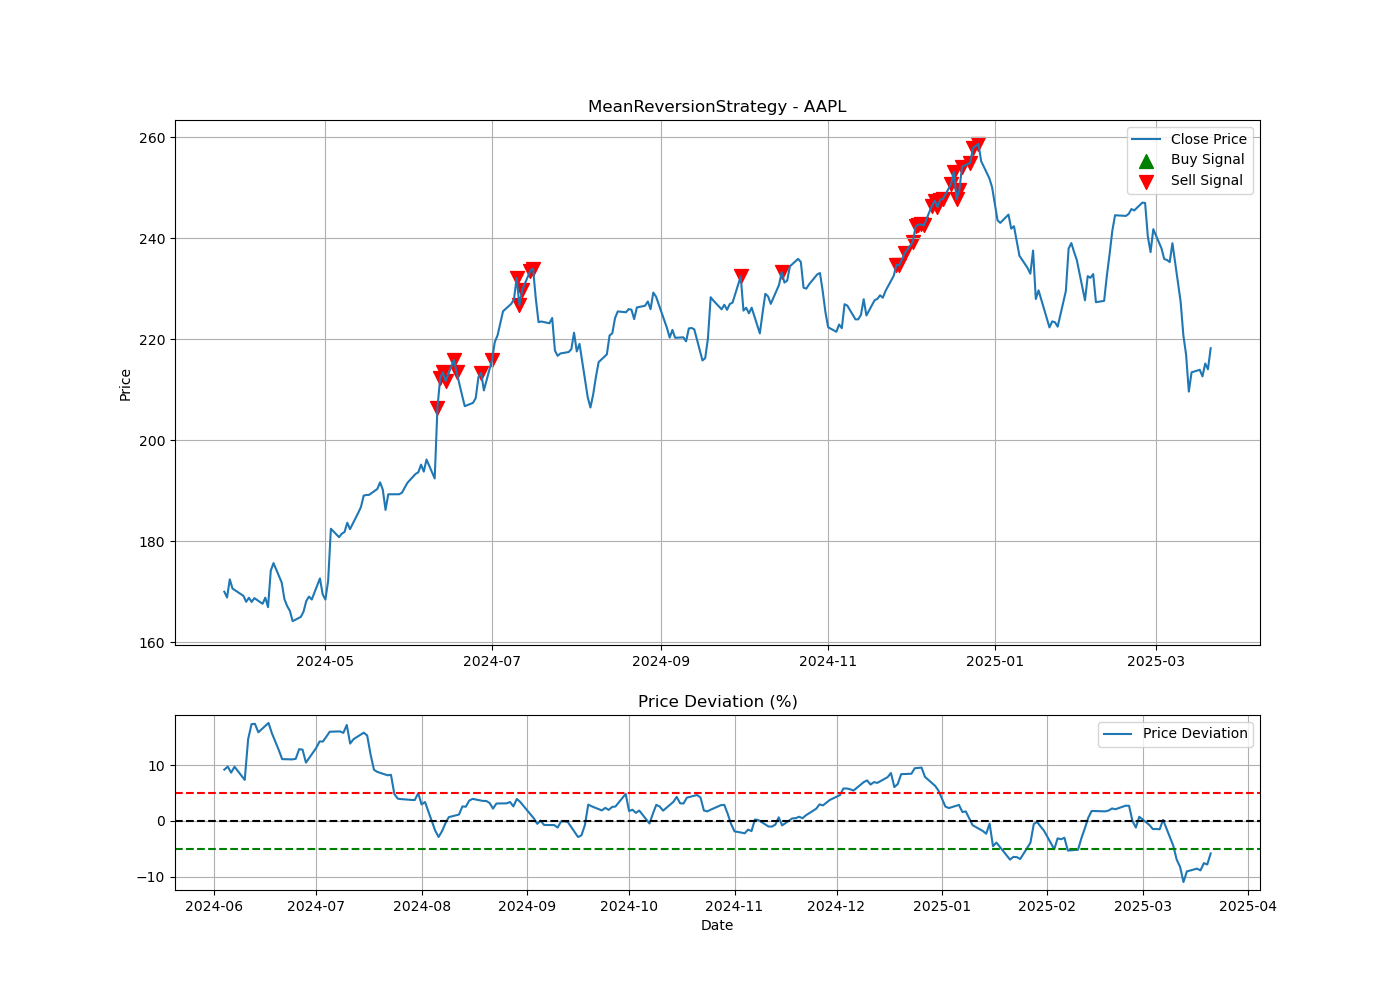 MeanReversionStrategy - AAPL
260
240
220
200
180
160
Price
Close Price
Buy Signal
Sell Signal
2024-05 2024-07 2024-09 2024-11 2025-01 2025-03
Price Deviation (%)
10
0
−10
Price Deviation
2024-06 2024-07 2024-08 2024-09 2024-10 2024-11 2024-12 2025-01 2025-02 2025-03 2025-04
Date